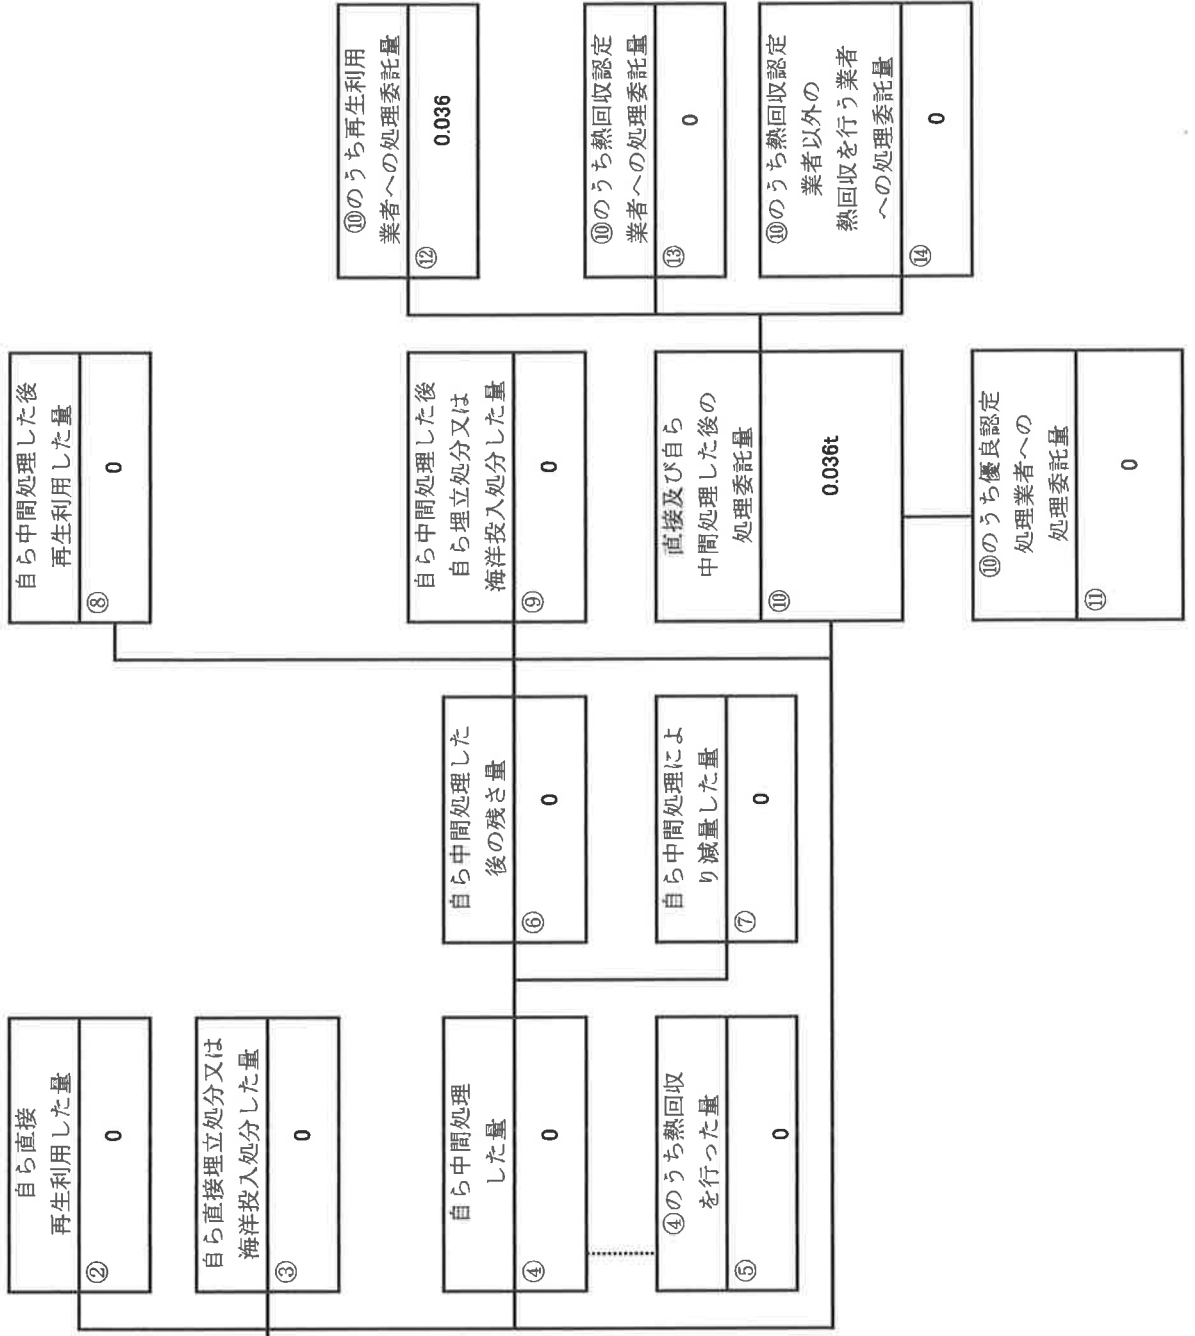 自ら直接
再生利用した量
②
0
自ら直接埋立処分又は
海洋投入処分した量
③
0
自ら中間処理
した量
④
0
④のうち熱回収
を行った量
⑤
0
自ら中間処理した
後の残さ量
⑥
0
自ら中間処理によ
り減量した量
⑦
0
自ら中間処理した後
再生利用した量
⑧
0
自ら中間処理した後
自ら埋立処分又は
海洋投入処分した量
⑨
0
直接及び自ら
中間処理した後の
処理委託量
⑩
0.036t
⑩のうち優良認定
処理業者への
処理委託量
⑪
0
⑩のうち再生利用
業者への処理委託量
⑫
0.036
⑩のうち熱回収認定
業者への処理委託量
⑬
0
⑩のうち熱回収認定
業者以外の
熱回収を行う業者
への処理委託量
⑭
0